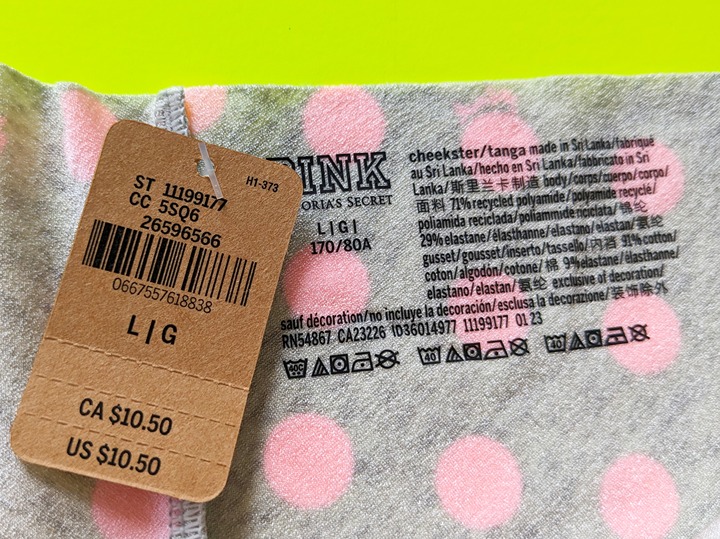 ST 11199177
H1-373
CC 5SQ6
26596566
0667557618838
L|G
CA $10.50
US $10.50
PINK
ORIA'S SECRET
L|G|
170/80A
cheekster/tanga made in Sri Lanka/fabriqué
au Sri Lanka/hecho en Sri Lanka/fabbricato in Sri
Lanka/斯里兰卡制造 body/corps/cuerpo/corpo/
面料 71% recycled polyamide/polyamide recyclé/
poliamida reciclada/poliammide riciclata/锦纶
29% elastane/élasthanne/elastano/elastan/氨纶
gusset/gousset/inserto/tassello/内裆 91% cotton/
coton/algodón/cotone/棉 9% elastane/élasthanne/
elastano/elastan/氨纶 exclusive of decoration/
sauf décoration/no incluye la decoración/esclusa la decorazione/装饰除外
RN54867 CA23226 ID36014977 11199177 01 23
40C
40
40